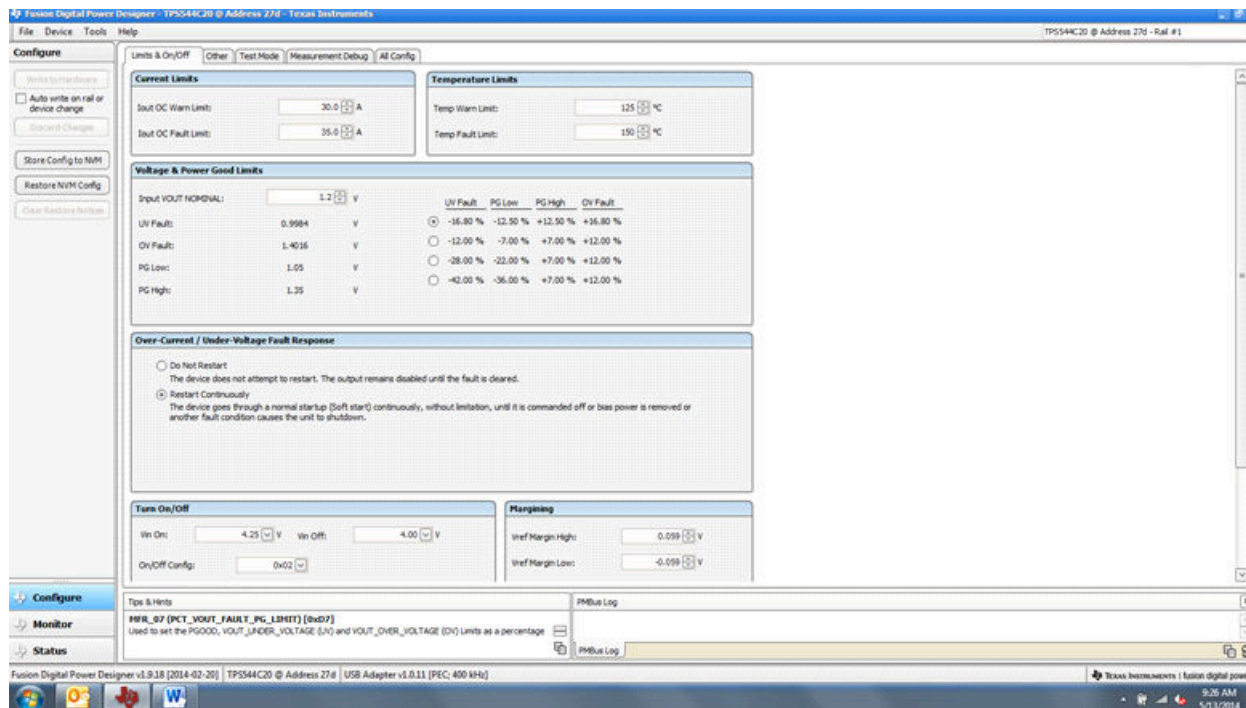 Fusion Digital Power Designer - TPS544C20 @ Address 27d - Texas Instruments
File Device Tools Help
TPS544C20 @ Address 27d - Rail #1
Configure
Limits & On/Off Other Test Mode Measurement Debug All Config
Write to Hardware
Auto write on rail or
device change
Discard Changes
Store Config to NVM
Restore NVM Config
Current Limits
Iout OC Warn Limit: 30.0 A
Iout OC Fault Limit: 35.0 A
Temperature Limits
Temp Warn Limit: 125 ºC
Temp Fault Limit: 150 ºC
Voltage & Power Good Limits
Input VOUT NOMINAL: 1.2 V
UV Fault: 0.9984 V
OV Fault: 1.4016 V
PG Low: 1.05 V
PG High: 1.35 V
UV Fault PG Low PG High OV Fault
-16.80 % -12.50 % +12.50 % +16.80 %
-12.00 % -7.00 % +7.00 % +12.00 %
-28.00 % -22.00 % +7.00 % +12.00 %
-42.00 % -36.00 % +7.00 % +12.00 %
Over-Current / Under-Voltage Fault Response
Do Not Restart
The device does not attempt to restart. The output remains disabled until the fault is cleared.
Restart Continuously
The device goes through a normal startup (Soft start) continuously, without limitation, until it is commanded off or bias power is removed or
another fault condition causes the unit to shutdown.
Turn On/Off
Vin On: 4.25 V Vin Off: 4.00 V
On/Off Config: 0x02
Margining
Vref Margin High: 0.059 V
Vref Margin Low: -0.059 V
Configure
Monitor
Status
Tips & Hints
MFR_07 (PCT_VOUT_FAULT_PG_LIMIT) [0xD7]
Used to set the PGOOD, VOUT_UNDER_VOLTAGE (UV) and VOUT_OVER_VOLTAGE (OV) Limits as a percentage
PMBus Log
PMBus Log
Fusion Digital Power Designer v1.9.18 [2014-02-20] TPS544C20 @ Address 27d USB Adapter v1.0.11 [PEC; 400 kHz]
TEXAS INSTRUMENTS | fusion digital power
9:26 AM
5/13/2014